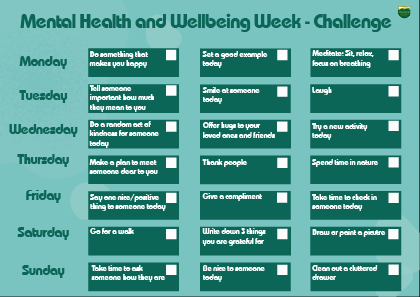 Mental Health and Wellbeing Week - Challenge
Monday
Do something that
makes you happy
Set a good example
today
Meditate: Sit, relax,
focus on breathing
Tuesday
Tell someone
important how much
they mean to you
Smile at someone
today
Laugh
Wednesday
Do a random act of
kindness for someone
today
Offer hugs to your
loved ones and friends
Try a new activity
today
Thursday
Make a plan to meet
someone dear to you
Thank people
Spend time in nature
Friday
Say one nice/positive
thing to someone today
Give a compliment
Take time to check in
someone today
Saturday
Go for a walk
Write down 3 things
you are grateful for
Draw or paint a picture
Sunday
Take time to ask
someone how they are
Be nice to someone
today
Clean out a cluttered
drawer